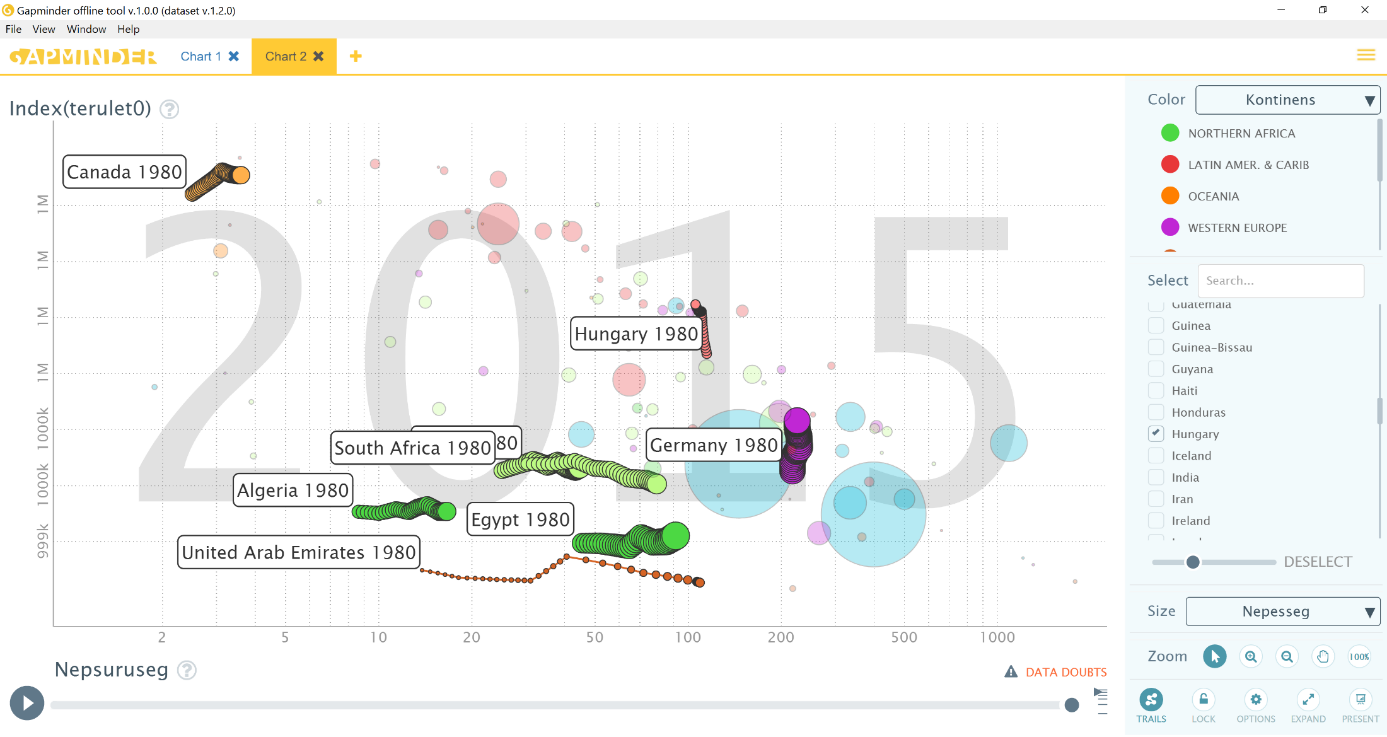 Gapminder offline tool v.1.0.0 (dataset v.1.2.0)
File View Window Help
GAPMINDER
Chart 1
Chart 2
Index(terulet0) ?
Canada 1980
2015
1M
1M
1M
1M
1000k
1000k
999k
Hungary 1980
80
South Africa 1980
Germany 1980
Algeria 1980
Egypt 1980
United Arab Emirates 1980
2 5 10 20 50 100 200 500 1000
Nepsuruseg ?
DATA DOUBTS
Color Kontinens
NORTHERN AFRICA
LATIN AMER. & CARIB
OCEANIA
WESTERN EUROPE
Select Search...
Guatemala
Guinea
Guinea-Bissau
Guyana
Haiti
Honduras
Hungary
Iceland
India
Iran
Ireland
DESELECT
Size Nepesseg
Zoom 100%
TRAILS LOCK OPTIONS EXPAND PRESENT